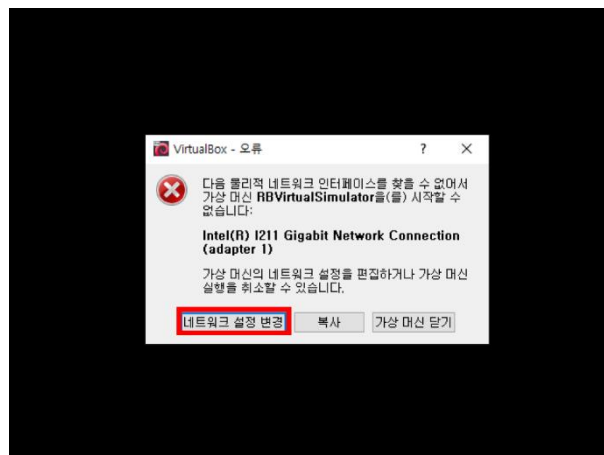 VirtualBox - 오류
다음 물리적 네트워크 인터페이스를 찾을 수 없어서
가상 머신 RBVirtualSimulator을(를) 시작할 수
없습니다:
Intel(R) I211 Gigabit Network Connection
(adapter 1)
가상 머신의 네트워크 설정을 편집하거나 가상 머신
실행을 취소할 수 있습니다.
네트워크 설정 변경 복사 가상 머신 닫기